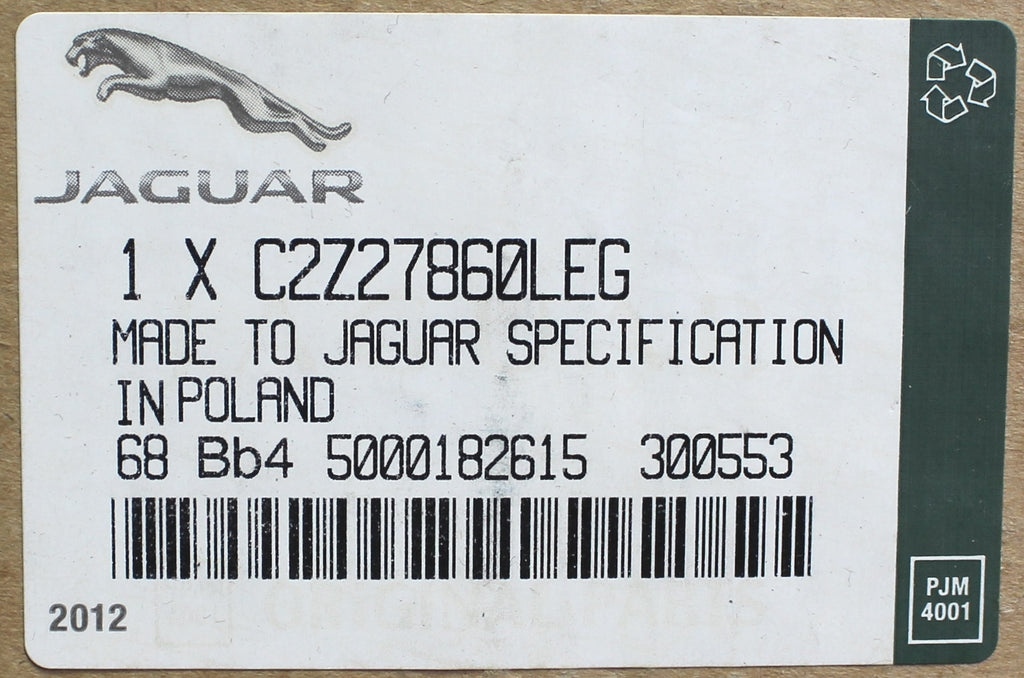 JAGUAR
1 X C2Z27860LEG
MADE TO JAGUAR SPECIFICATION
IN POLAND
68 Bb4 5000182615 300553
2012
PJM
4001